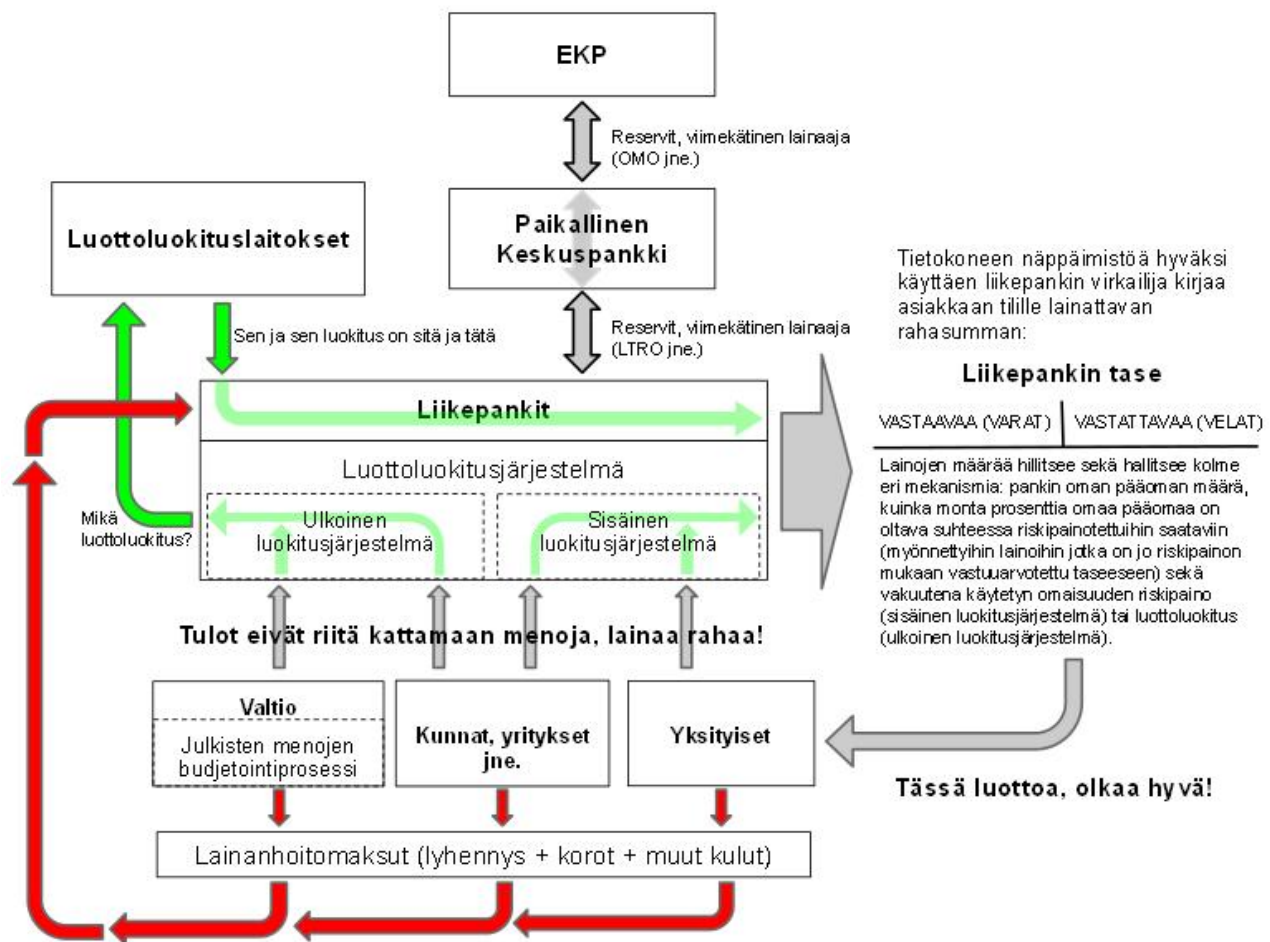 EKP
Reservit, viimekätinen lainaaja
(OMO jne.)
Luottoluokituslaitokset
Paikallinen
Keskuspankki
Sen ja sen luokitus on sitä ja tätä
Reservit, viimekätinen lainaaja
(LTRO jne.)
Tietokoneen näppäimistöä hyväksi
käyttäen liikepankin virkailija kirjaa
asiakkaan tilille lainattavan
rahasumman:
Liikepankin tase
VASTAAVAA (VARAT)
VASTATTAVAA (VELAT)
Lainojen määrää hillitsee sekä hallitsee kolme
eri mekanismia: pankin oman pääoman määrä,
kuinka monta prosenttia omaa pääomaa on
oltava suhteessa riskipainotettuihin saataviin
(myönnettyihin lainoihin jotka on jo riskipainon
mukaan vastuuarvotettu taseeseen) sekä
vakuutena käytetyn omaisuuden riskipaino
(sisäinen luokitusjärjestelmä) tai luottoluokitus
(ulkoinen luokitusjärjestelmä).
Liikepankit
Luottoluokitusjärjestelmä
Mikä
luottoluokitus?
Ulkoinen
luokitusjärjestelmä
Sisäinen
luokitusjärjestelmä
Tulot eivät riitä kattamaan menoja, lainaa rahaa!
Valtio
Julkisten menojen
budjetointiprosessi
Kunnat, yritykset
jne.
Yksityiset
Tässä luottoa, olkaa hyvä!
Lainanhoitomaksut (lyhennys + korot + muut kulut)